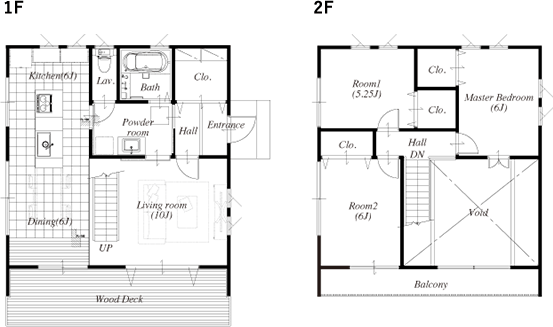 1F
Kitchen(6J)
Lav.
Bath
Clo.
Powder
room
Hall
Entrance
Living room
(10J)
Dining(6J)
UP
Wood Deck
2F
Room1
(5.25J)
Clo.
Clo.
Master Bedroom
(6J)
Clo.
Hall
DN
Room2
(6J)
Void
Balcony